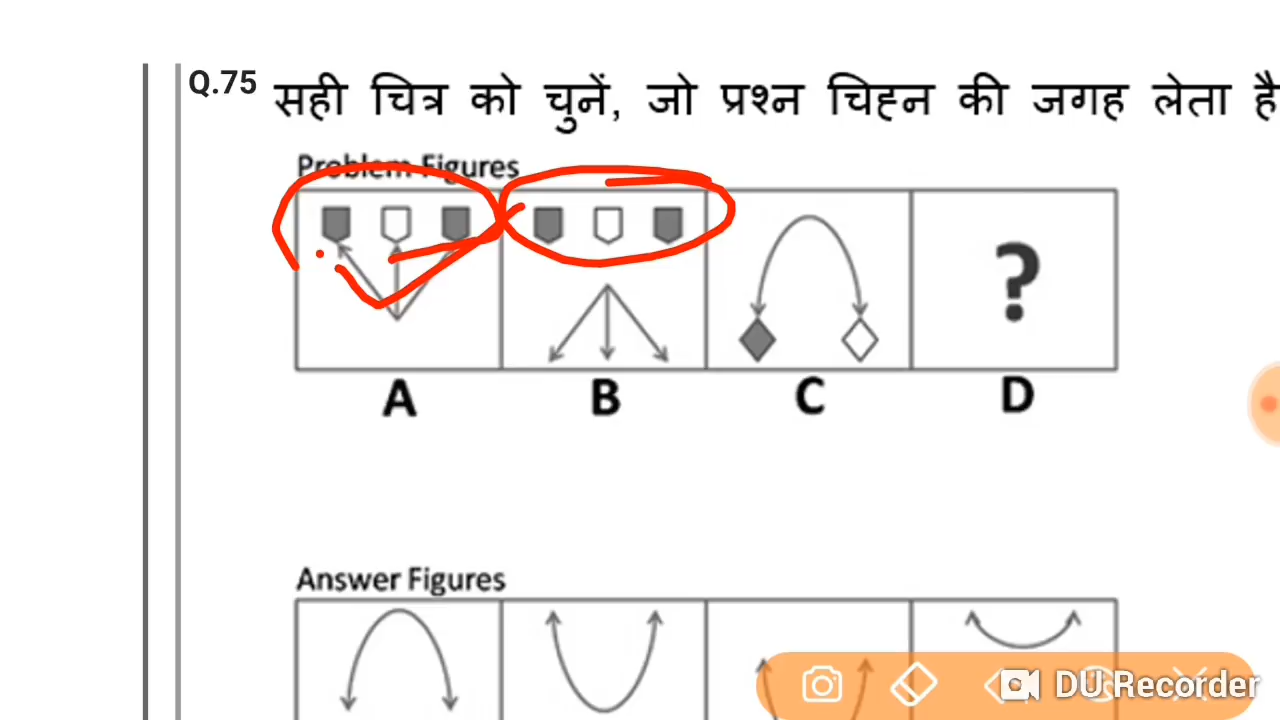 Q.75 सही चित्र को चुनें, जो प्रश्न चिह्न की जगह लेता है
Problem Figures
?
A B C D
Answer Figures
DU Recorder